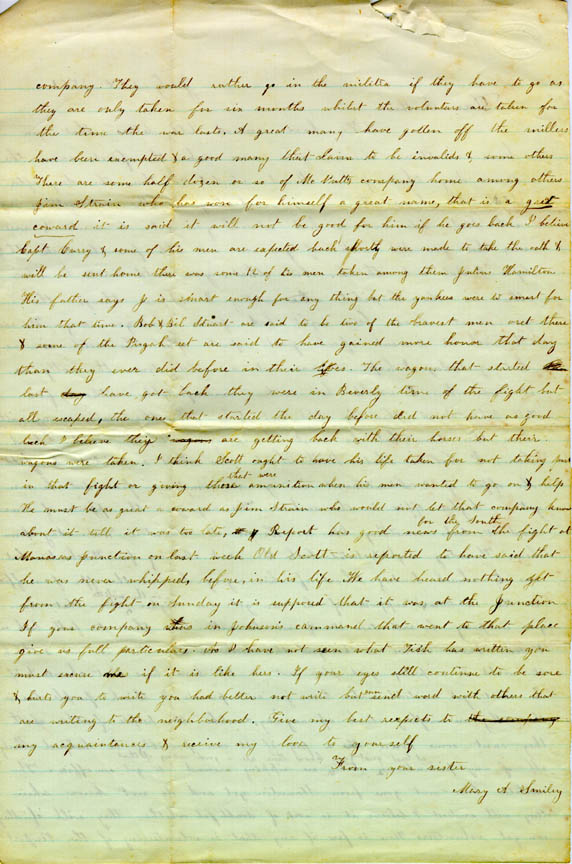 company. They would rather go in the militia if they have to go as
they are only taken for six months whilst the volunters are taken for
the time the war lasts. A great many have gotten off the millers
have been exempted & a good many that claim to be invalids & some others
There are some half dozen or so of Mc Nutts company home among others
Jim Strain who has won for himself a great name, that is a great
coward it is said it will not be good for him if he goes back I believe
Capt Curry & some of his men are expected back shortly were made to take the oath &
will be sent home there was some 12 of his men taken among them Julius Hamilton
His father says J is smart enough for any thing but the yankees were to smart for
him that time. Bob & Bil Stuart are said to be two of the bravest men over there
& some of the Pisgah set are said to have gained more honor that day
than they ever did before in their lifes. The wagons that started
last day have got back they were in Beverly time of the fight but
all escaped, the ones that started the day before did not have as good
luck I believe they wagons are getting back with their horses but their
wagons were taken. I think Scott ought to have his life taken for not taking part
in that fight or giving those that were amunition when his men wanted to go on & help
He must be as great a coward as Jim Strain who would not let that company know
about it till it was too late, Report has good news for the South from the fight at
Manasas junction on last week Old Scott is reported to have said that
he was never whipped, before, in his life We have heard nothing yet
from the fight on sunday it is supposed that it was, at the Junction
If your company was in Johnson's cammand that went to that place
give us full particulars. As I have not seen what Tish has written you
must excuse me if it is like hers. If your eyes still continue to be sore
& hurts you to write you had better not write but send word with others that
are writing to the neighborhood. Give my best respects to the company
my acquaintances & recieve my love to yourself
From your sister
Mary A. Smiley